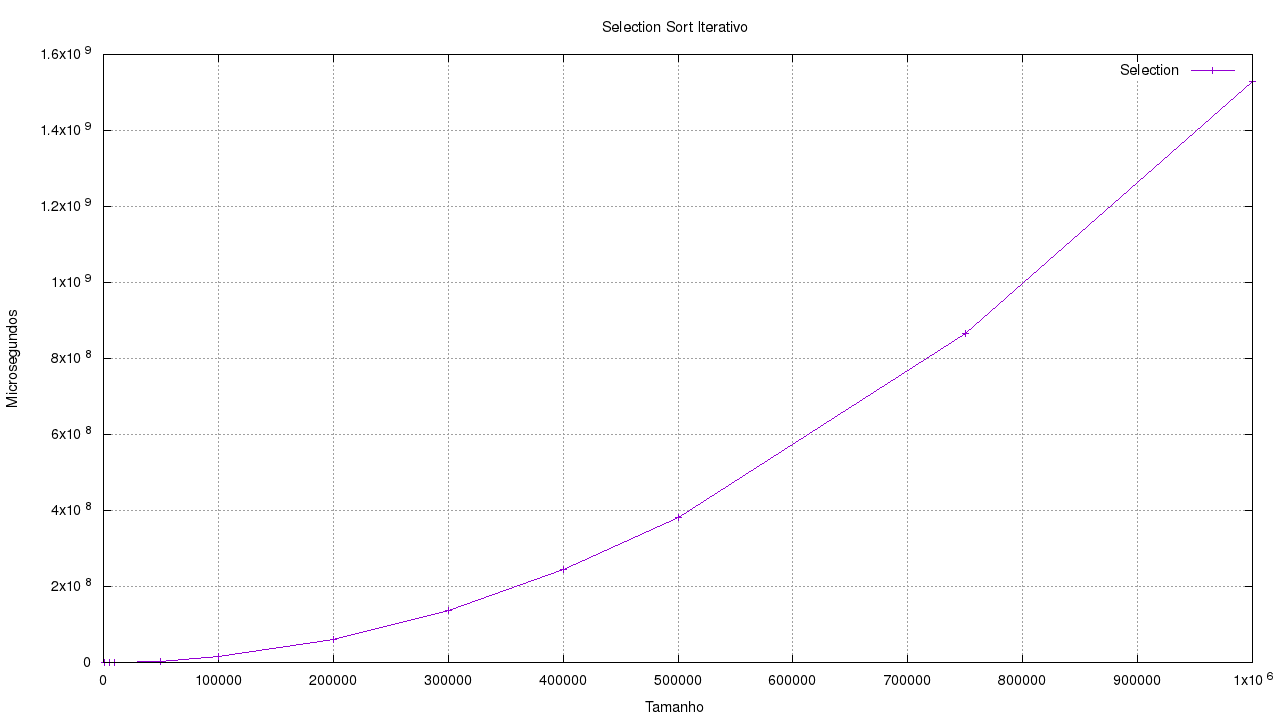 Selection Sort Iterativo
Selection
1.6x10 9
1.4x10 9
1.2x10 9
1x10 9
8x10 8
6x10 8
4x10 8
2x10 8
0
Microsegundos
0 100000 200000 300000 400000 500000 600000 700000 800000 900000 1x10 6
Tamanho